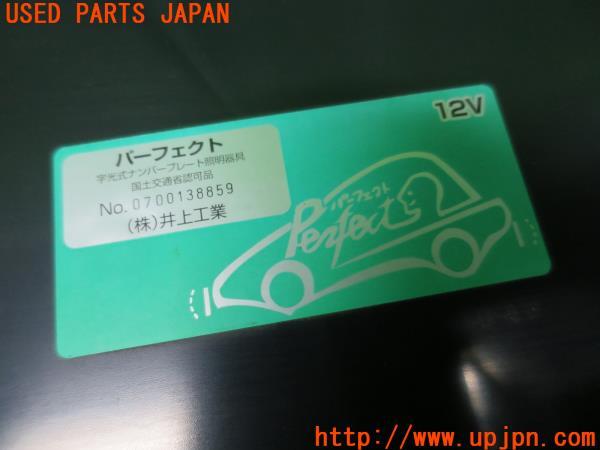 USED PARTS JAPAN
12V
パーフェクト
字光式ナンバープレート照明器具
国土交通省認可品
No.0700138859
(株)井上工業
パーフェクト
Perfect
http://www.upjpn.com/